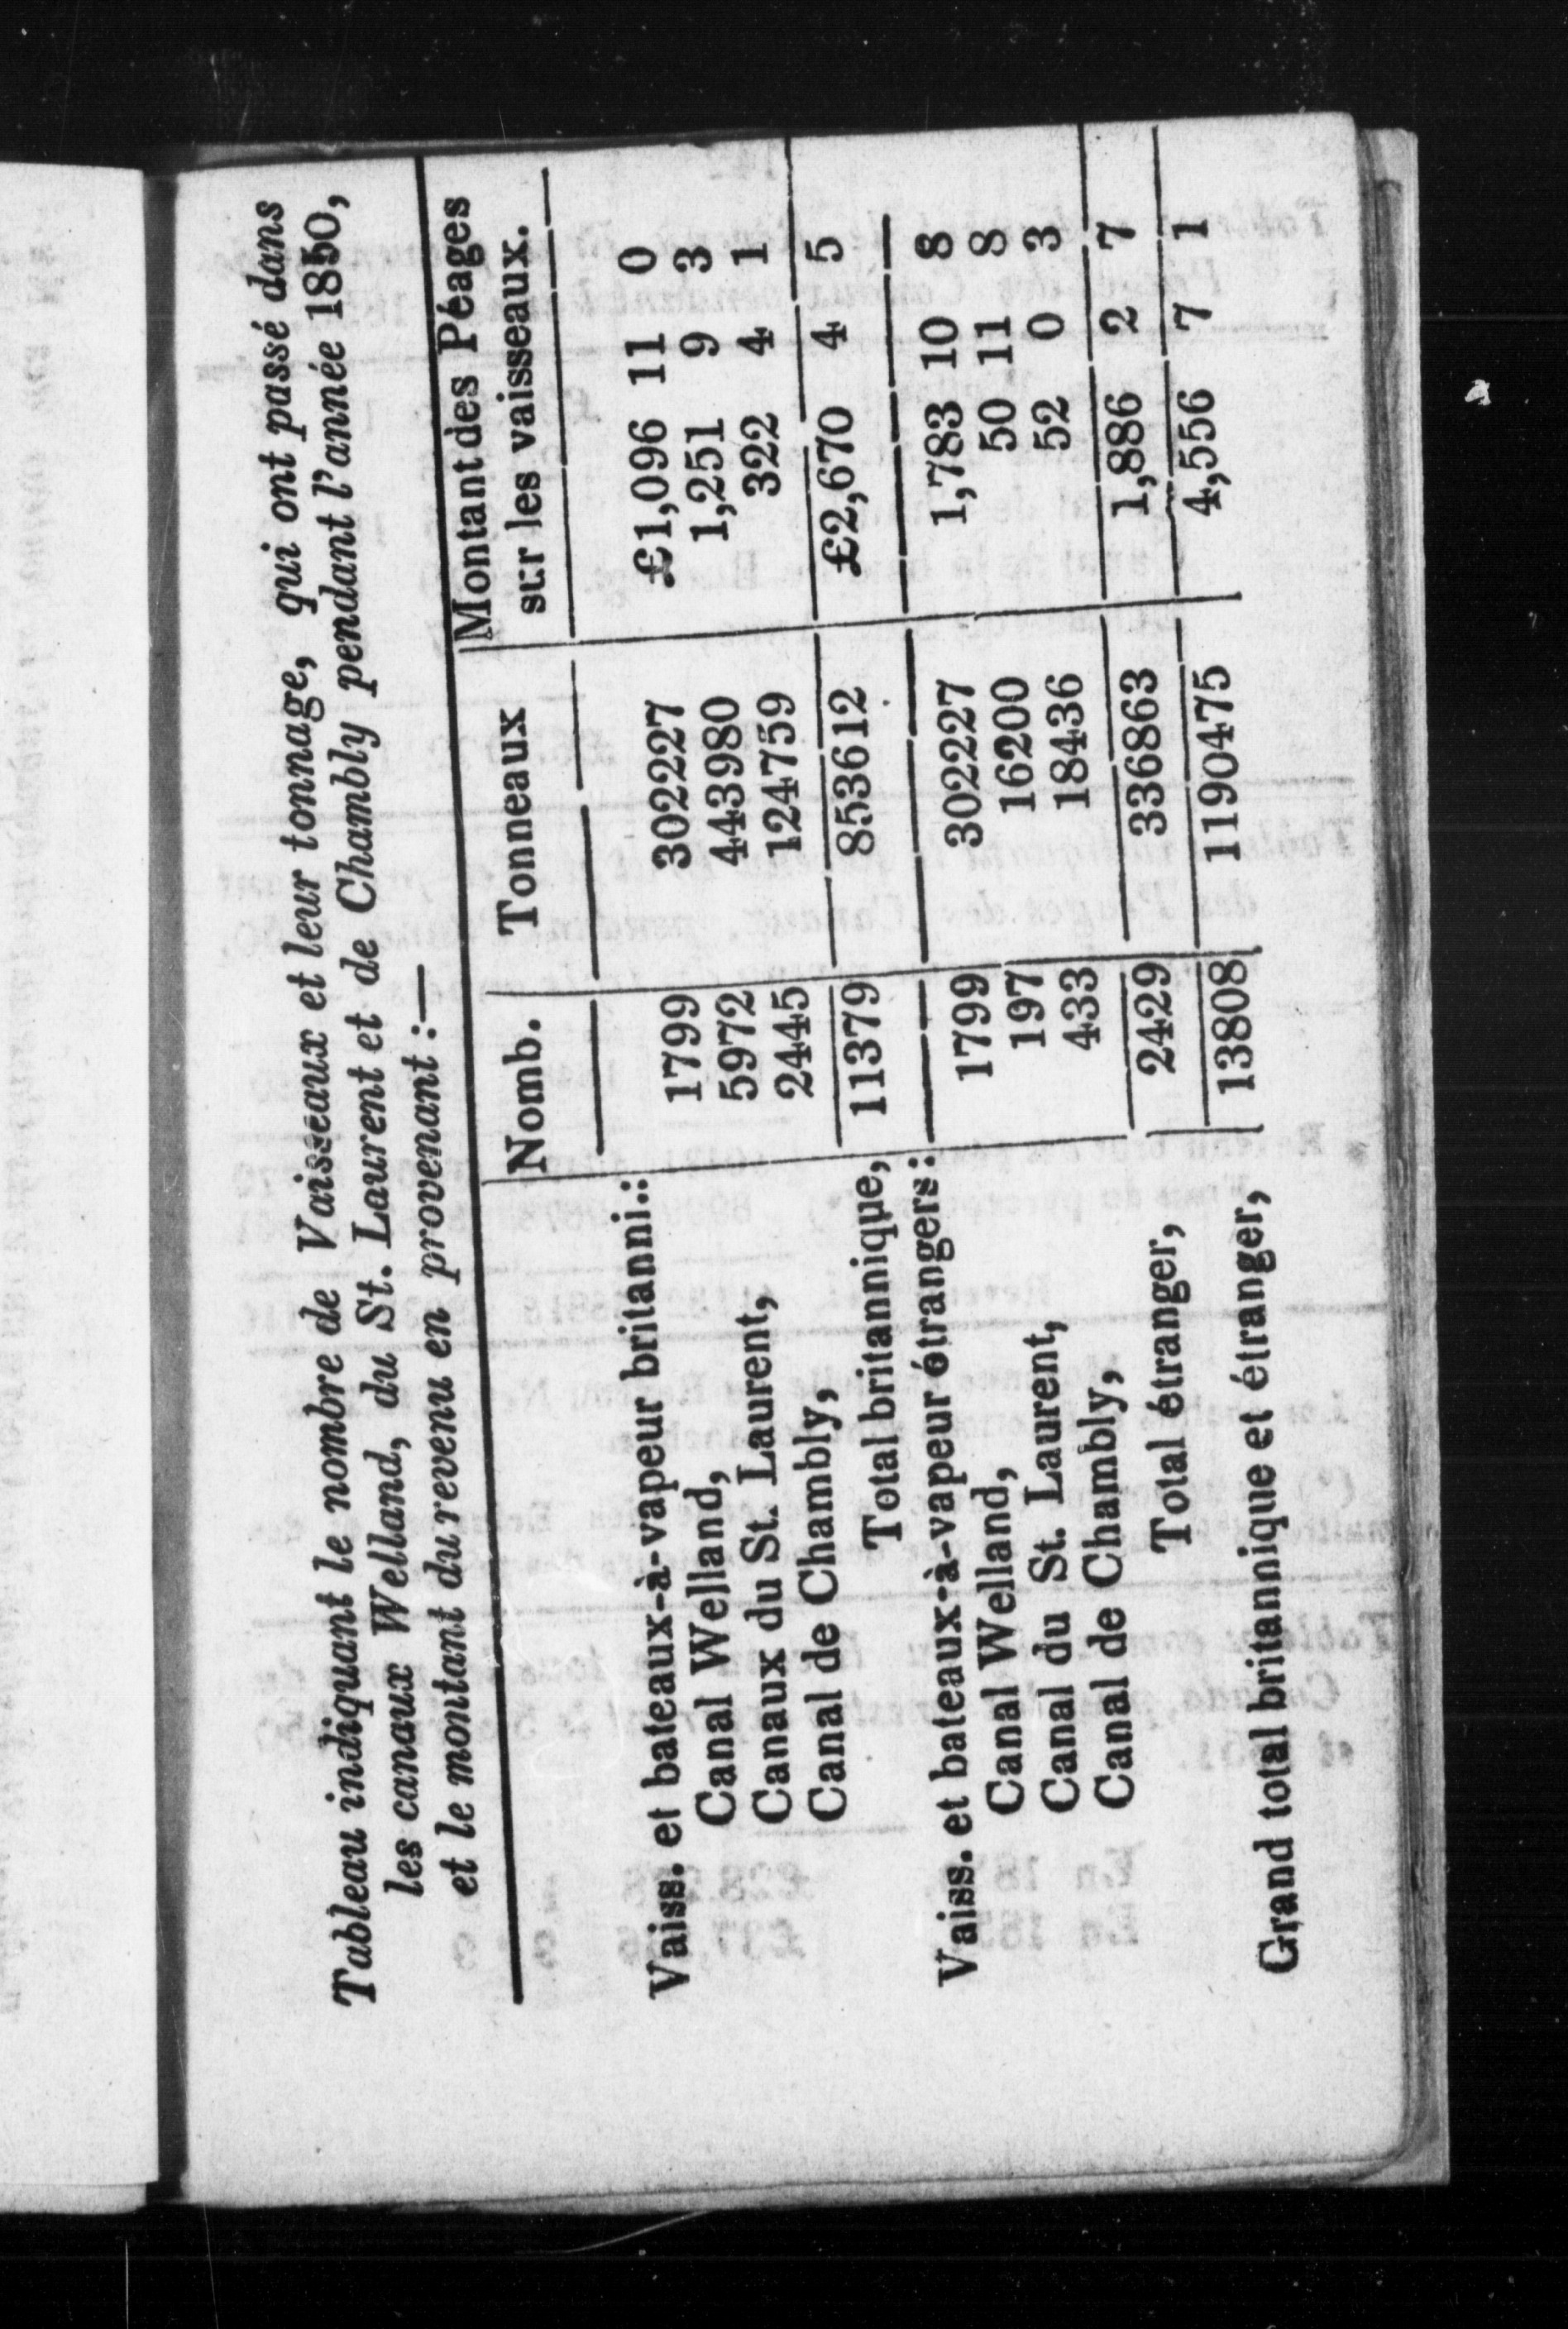 Tableau indiquant le nombre de Vaisseaux et leur tonnage, qui ont passé dans
les canaux Welland, du St. Laurent et de Chambly pendant l'année 1850,
et le montant du revenu en provenant :—
Nomb. Tonneaux Montant des Péages
sur les vaisseaux.
Vaiss. et bateaux-à-vapeur britanni.:
Canal Welland, 1799 302227 £1,096 11 0
Canaux du St. Laurent, 5972 443980 1,251 9 3
Canal de Chambly, 2445 124759 322 4 1
Total britannique, 11379 853612 £2,670 4 5
Vaiss. et bateaux-à-vapeur étrangers:
Canal Welland, 1799 302227 1,783 10 8
Canal du St. Laurent, 197 16200 50 11 8
Canal de Chambly, 433 18436 52 0 3
Total étranger, 2429 336863 1,886 2 7
Grand total britannique et étranger, 13808 1190475 4,556 7 1